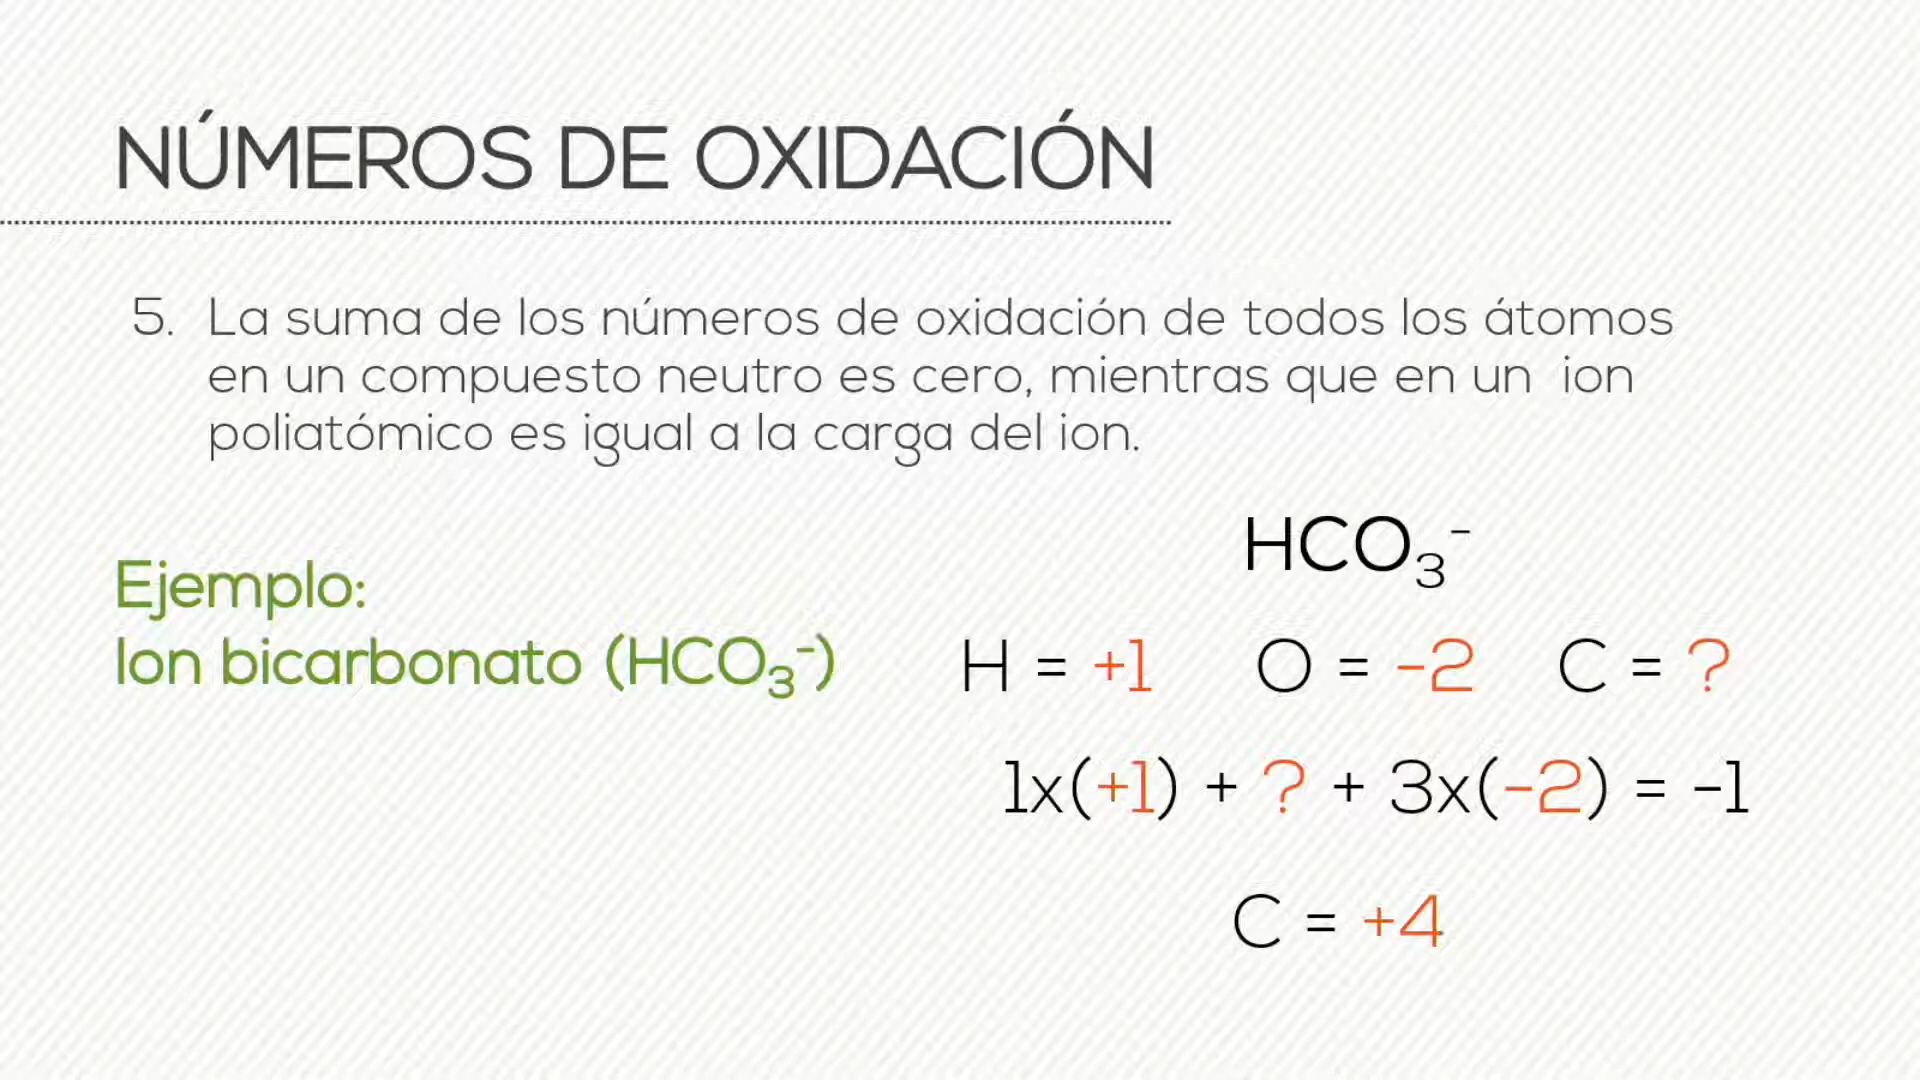 NÚMEROS DE OXIDACIÓN
5. La suma de los números de oxidación de todos los átomos
en un compuesto neutro es cero, mientras que en un ion
poliatómico es igual a la carga del ion.
HCO₃⁻
Ejemplo:
Ion bicarbonato (HCO₃⁻)
H = +1 O = -2 C = ?
1x(+1) + ? + 3x(-2) = -1
C = +4